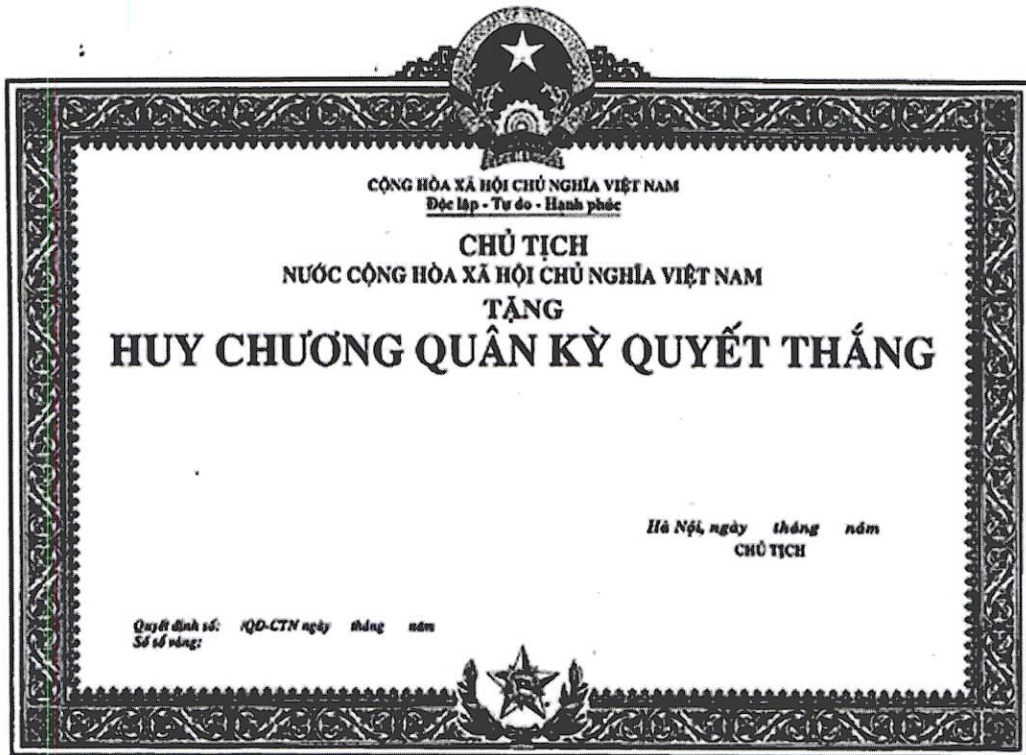 CỘNG HÒA XÃ HỘI CHỦ NGHĨA VIỆT NAM
Độc lập - Tự do - Hạnh phúc
CHỦ TỊCH
NƯỚC CỘNG HÒA XÃ HỘI CHỦ NGHĨA VIỆT NAM
TẶNG
HUY CHƯƠNG QUÂN KỲ QUYẾT THẮNG
Hà Nội, ngày tháng năm
CHỦ TỊCH
Quyết định số: /QĐ-CTN ngày tháng năm
Số sổ vàng: